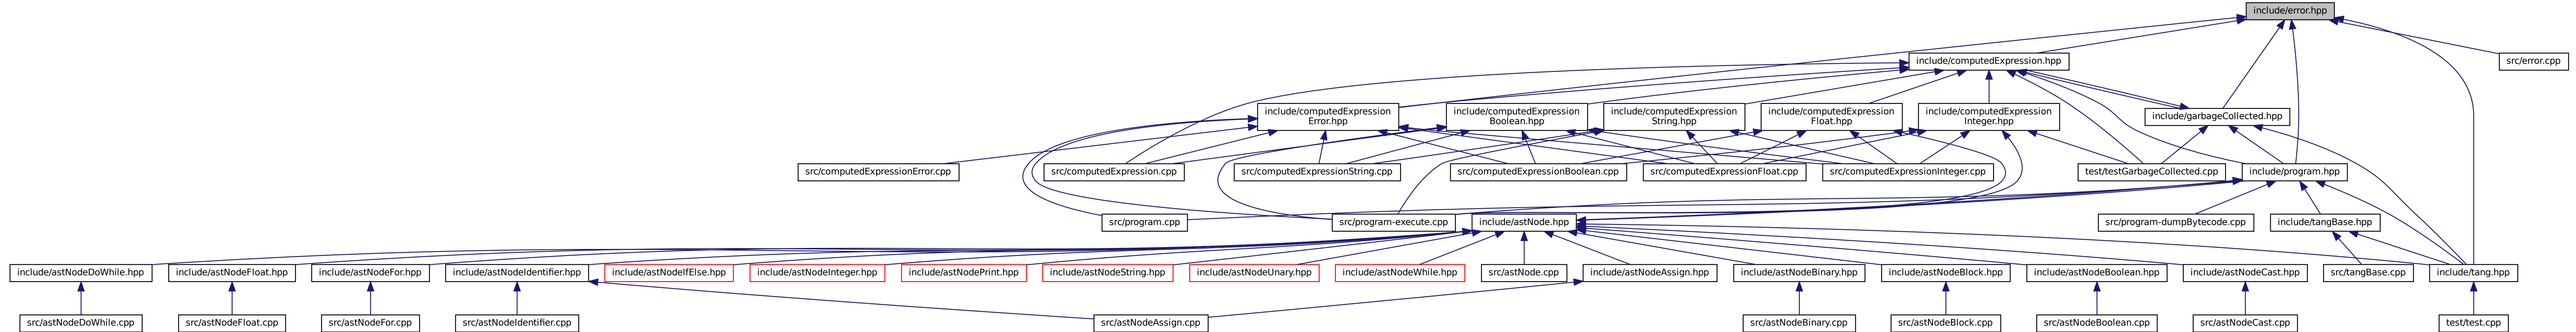 include/error.hpp
include/computedExpression.hpp
src/error.cpp
include/computedExpression
Error.hpp
include/computedExpression
Boolean.hpp
include/computedExpression
String.hpp
include/computedExpression
Float.hpp
include/computedExpression
Integer.hpp
include/garbageCollected.hpp
src/computedExpressionError.cpp
src/computedExpression.cpp
src/computedExpressionString.cpp
src/computedExpressionBoolean.cpp
src/computedExpressionFloat.cpp
src/computedExpressionInteger.cpp
test/testGarbageCollected.cpp
include/program.hpp
src/program.cpp
src/program-execute.cpp
include/astNode.hpp
src/program-dumpBytecode.cpp
include/tangBase.hpp
include/astNodeDoWhile.hpp
include/astNodeFloat.hpp
include/astNodeFor.hpp
include/astNodeIdentifier.hpp
include/astNodeIfElse.hpp
include/astNodeInteger.hpp
include/astNodePrint.hpp
include/astNodeString.hpp
include/astNodeUnary.hpp
include/astNodeWhile.hpp
src/astNode.cpp
include/astNodeAssign.hpp
include/astNodeBinary.hpp
include/astNodeBlock.hpp
include/astNodeBoolean.hpp
include/astNodeCast.hpp
src/tangBase.cpp
include/tang.hpp
src/astNodeDoWhile.cpp
src/astNodeFloat.cpp
src/astNodeFor.cpp
src/astNodeIdentifier.cpp
src/astNodeAssign.cpp
src/astNodeBinary.cpp
src/astNodeBlock.cpp
src/astNodeBoolean.cpp
src/astNodeCast.cpp
test/test.cpp